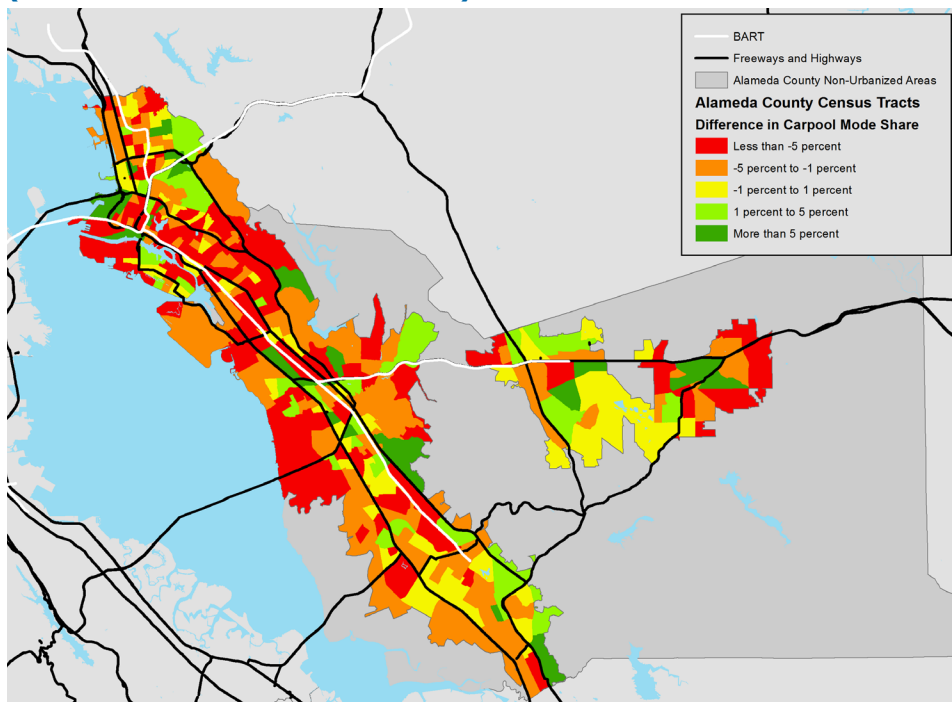 BART
Freeways and Highways
Alameda County Non-Urbanized Areas
Alameda County Census Tracts
Difference in Carpool Mode Share
Less than -5 percent
-5 percent to -1 percent
-1 percent to 1 percent
1 percent to 5 percent
More than 5 percent